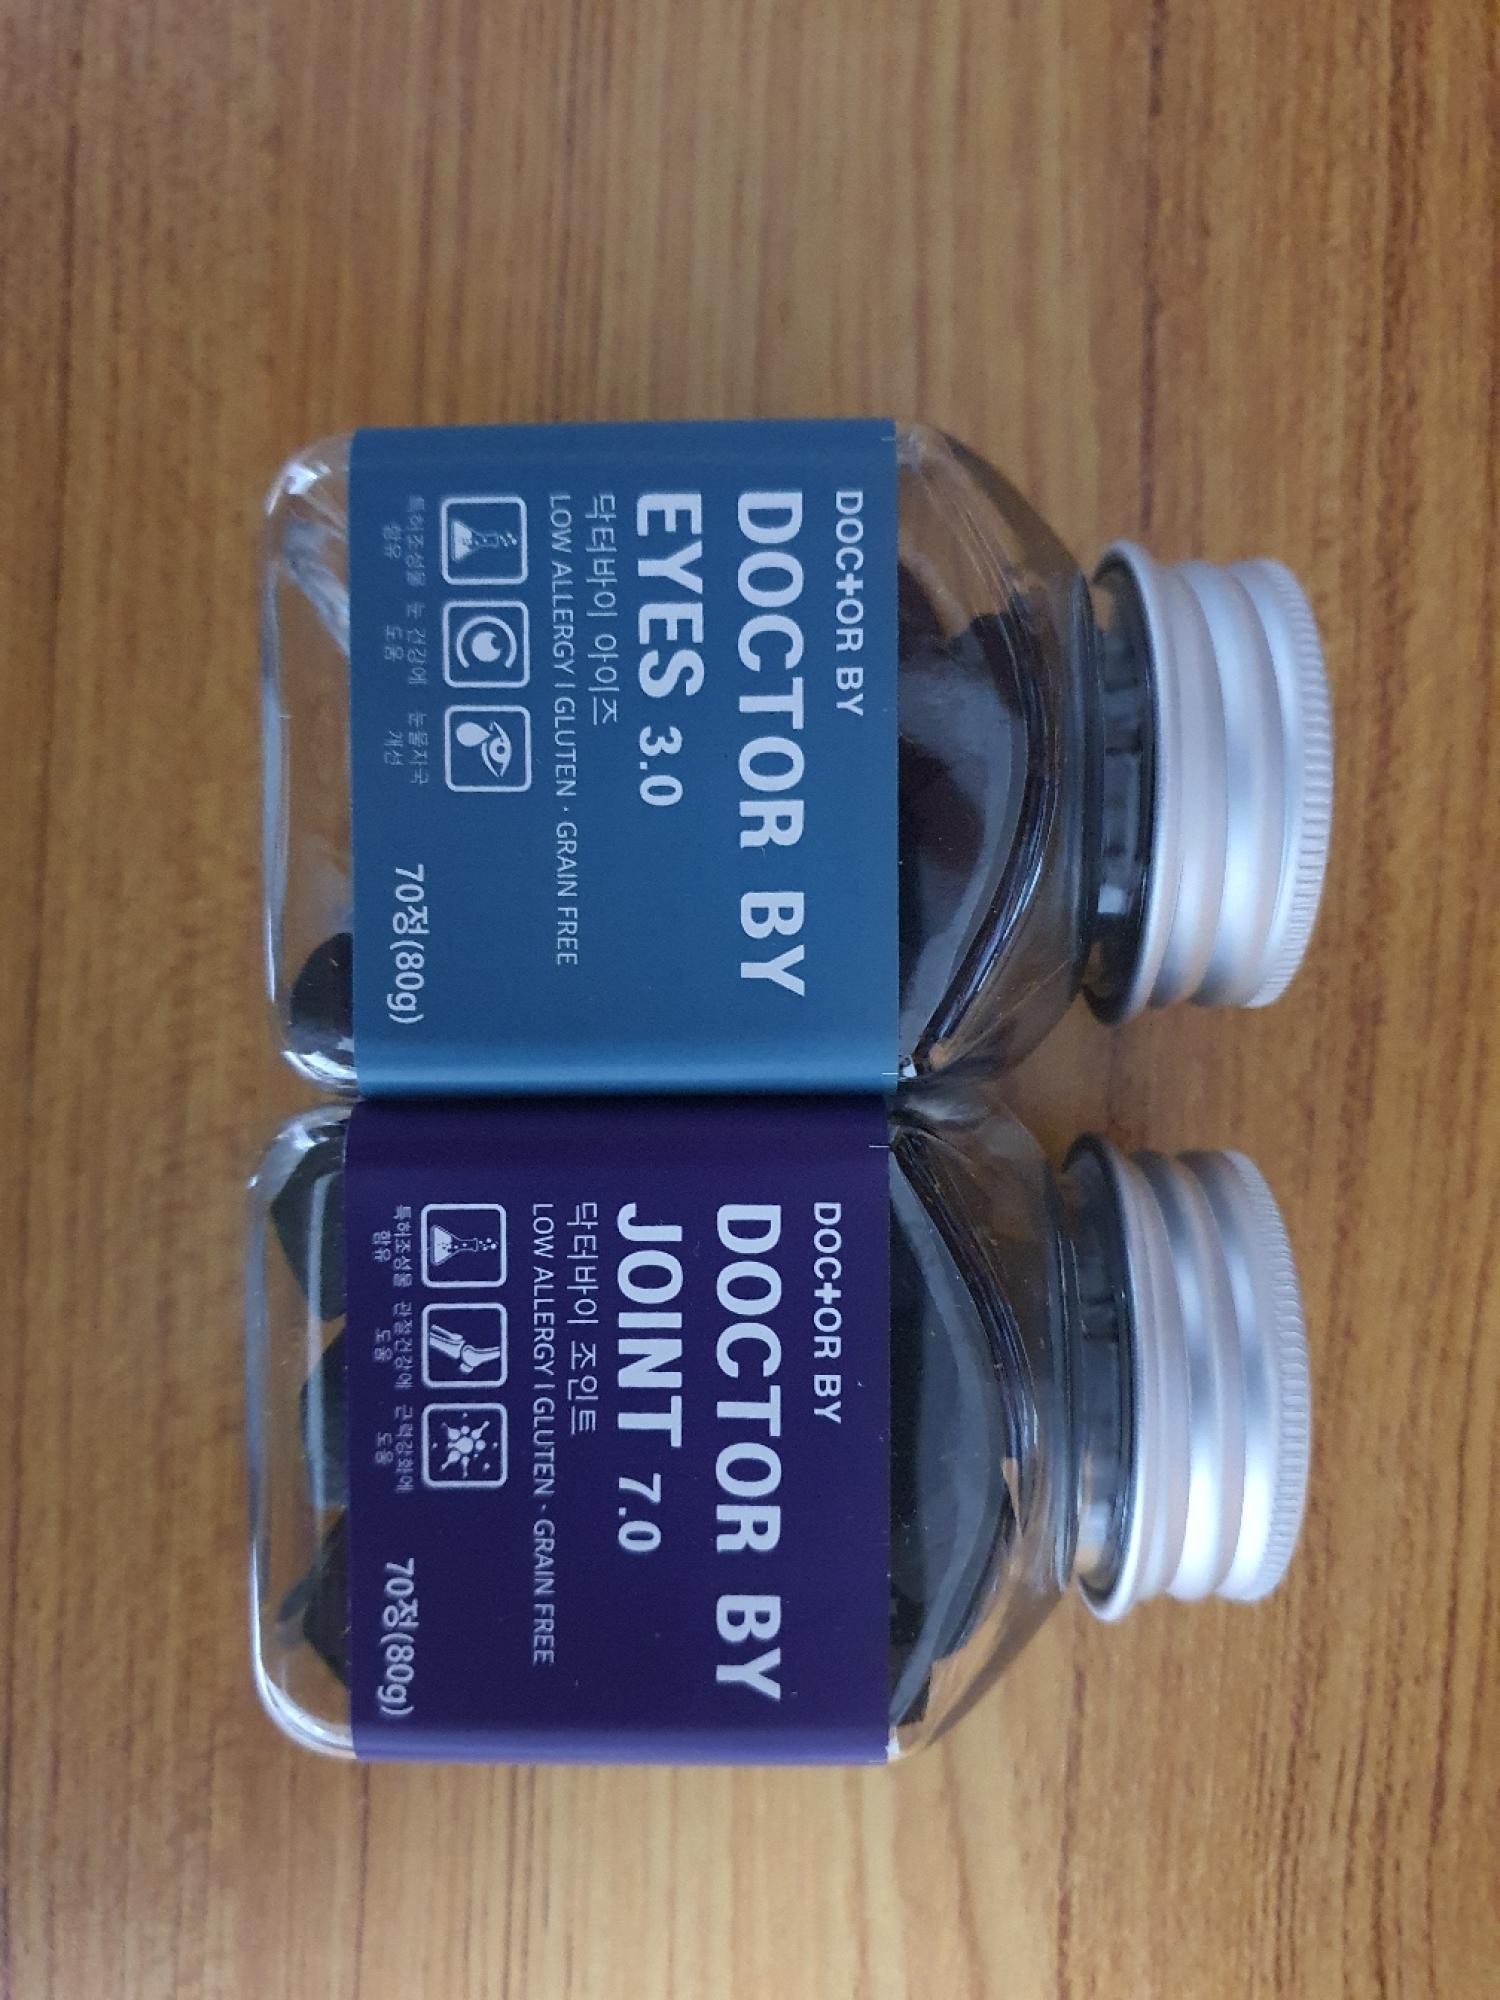 DOCTOR BY
DOCTOR BY
EYES 3.0
닥터바이 아이즈
LOW ALLERGY I GLUTEN · GRAIN FREE
특허조성물 함유
눈 건강에 도움
눈물자국 개선
70정(80g)
DOCTOR BY
DOCTOR BY
JOINT 7.0
닥터바이 조인트
LOW ALLERGY I GLUTEN · GRAIN FREE
특허조성물 함유
관절건강에 도움
근력강화에 도움
70정(80g)